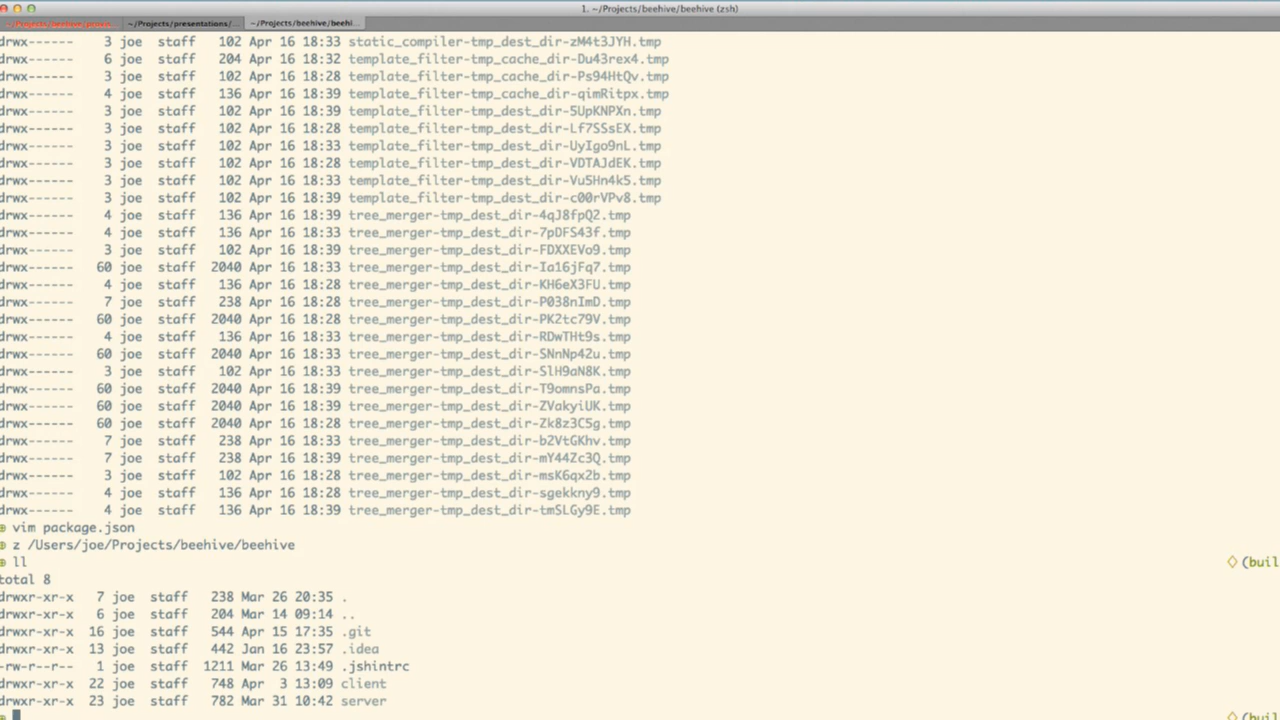 1. ~/Projects/beehive/beehive (zsh)
~/Projects/presentations/... ~/Projects/beehive/beehi...
drwx------ 3 joe staff 102 Apr 16 18:33 static_compiler-tmp_dest_dir-zM4t3JYH.tmp
drwx------ 6 joe staff 204 Apr 16 18:32 template_filter-tmp_cache_dir-Du43rex4.tmp
drwx------ 3 joe staff 102 Apr 16 18:28 template_filter-tmp_cache_dir-Ps94HtQv.tmp
drwx------ 4 joe staff 136 Apr 16 18:39 template_filter-tmp_cache_dir-qimRitpx.tmp
drwx------ 3 joe staff 102 Apr 16 18:39 template_filter-tmp_dest_dir-5UpKNPXn.tmp
drwx------ 3 joe staff 102 Apr 16 18:28 template_filter-tmp_dest_dir-Lf7SSsEX.tmp
drwx------ 3 joe staff 102 Apr 16 18:33 template_filter-tmp_dest_dir-UyIgo9nL.tmp
drwx------ 3 joe staff 102 Apr 16 18:28 template_filter-tmp_dest_dir-VDTAJdEK.tmp
drwx------ 3 joe staff 102 Apr 16 18:33 template_filter-tmp_dest_dir-Vu5Hn4kS.tmp
drwx------ 3 joe staff 102 Apr 16 18:39 template_filter-tmp_dest_dir-c00rVPv8.tmp
drwx------ 4 joe staff 136 Apr 16 18:39 tree_merger-tmp_dest_dir-4qJ8fpQ2.tmp
drwx------ 4 joe staff 136 Apr 16 18:33 tree_merger-tmp_dest_dir-7pDFS43f.tmp
drwx------ 3 joe staff 102 Apr 16 18:39 tree_merger-tmp_dest_dir-FDXXEVo9.tmp
drwx------ 60 joe staff 2040 Apr 16 18:33 tree_merger-tmp_dest_dir-Ia16jFq7.tmp
drwx------ 4 joe staff 136 Apr 16 18:28 tree_merger-tmp_dest_dir-KH6eX3FU.tmp
drwx------ 7 joe staff 238 Apr 16 18:28 tree_merger-tmp_dest_dir-P038nImD.tmp
drwx------ 60 joe staff 2040 Apr 16 18:28 tree_merger-tmp_dest_dir-PK2tc79V.tmp
drwx------ 4 joe staff 136 Apr 16 18:33 tree_merger-tmp_dest_dir-RDwTHt9s.tmp
drwx------ 60 joe staff 2040 Apr 16 18:33 tree_merger-tmp_dest_dir-SNnNp42u.tmp
drwx------ 3 joe staff 102 Apr 16 18:33 tree_merger-tmp_dest_dir-SlH9aN8K.tmp
drwx------ 60 joe staff 2040 Apr 16 18:39 tree_merger-tmp_dest_dir-T9omnsPa.tmp
drwx------ 60 joe staff 2040 Apr 16 18:39 tree_merger-tmp_dest_dir-ZVakyiUK.tmp
drwx------ 60 joe staff 2040 Apr 16 18:28 tree_merger-tmp_dest_dir-Zk8z3C5g.tmp
drwx------ 7 joe staff 238 Apr 16 18:33 tree_merger-tmp_dest_dir-b2VtGKhv.tmp
drwx------ 7 joe staff 238 Apr 16 18:39 tree_merger-tmp_dest_dir-mY44Zc3Q.tmp
drwx------ 3 joe staff 102 Apr 16 18:28 tree_merger-tmp_dest_dir-msK6qx2b.tmp
drwx------ 4 joe staff 136 Apr 16 18:28 tree_merger-tmp_dest_dir-sgekkny9.tmp
drwx------ 4 joe staff 136 Apr 16 18:39 tree_merger-tmp_dest_dir-tmSLGy9E.tmp
vim package.json
z /Users/joe/Projects/beehive/beehive
ll ◇ (buil
total 8
drwxr-xr-x 7 joe staff 238 Mar 26 20:35 .
drwxr-xr-x 6 joe staff 204 Mar 14 09:14 ..
drwxr-xr-x 16 joe staff 544 Apr 15 17:35 .git
drwxr-xr-x 13 joe staff 442 Jan 16 23:57 .idea
-rw-r--r-- 1 joe staff 1211 Mar 26 13:49 .jshintrc
drwxr-xr-x 22 joe staff 748 Apr 3 13:09 client
drwxr-xr-x 23 joe staff 782 Mar 31 10:42 server
◇ (buil